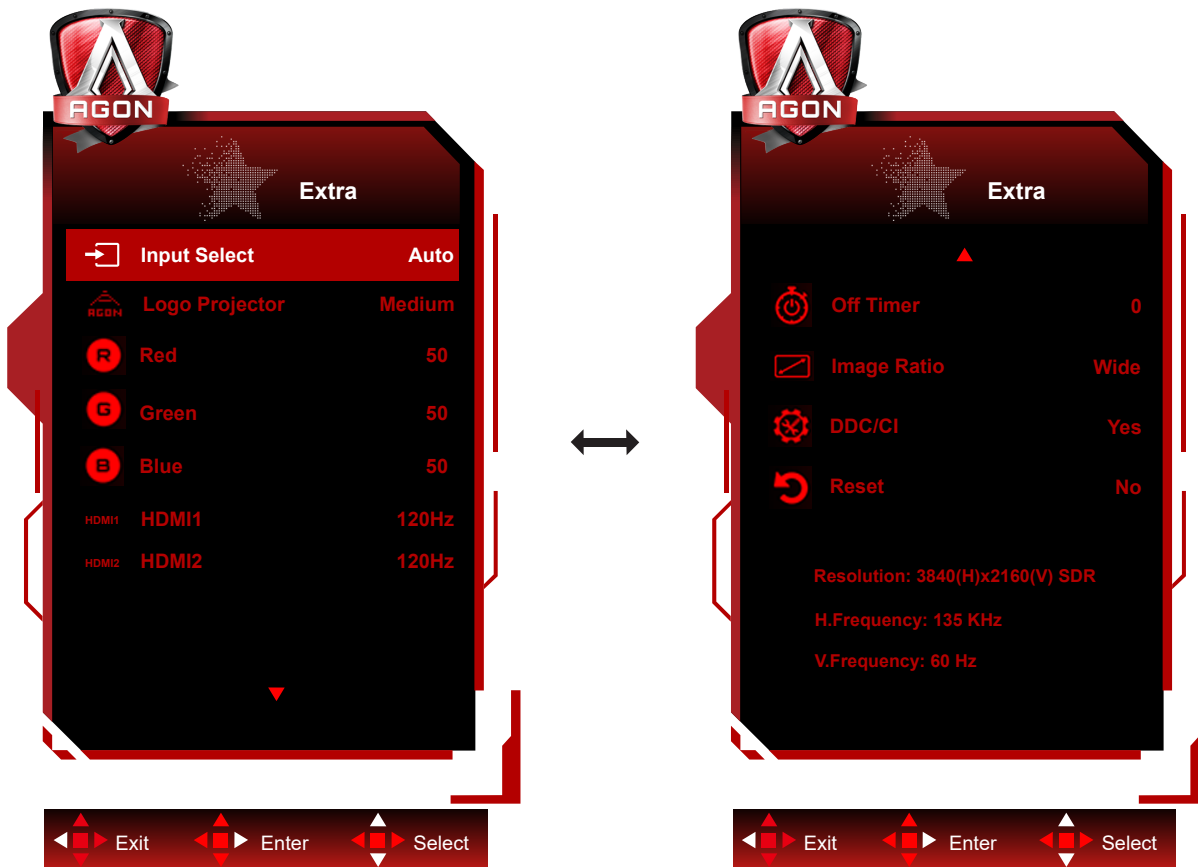 AGON
Extra
Input Select Auto
AGON Logo Projector Medium
R Red 50
G Green 50
B Blue 50
HDMI1 HDMI1 120Hz
HDMI2 HDMI2 120Hz
Exit Enter Select
AGON
Extra
Off Timer 0
Image Ratio Wide
DDC/CI Yes
Reset No
Resolution: 3840(H)x2160(V) SDR
H.Frequency: 135 KHz
V.Frequency: 60 Hz
Exit Enter Select